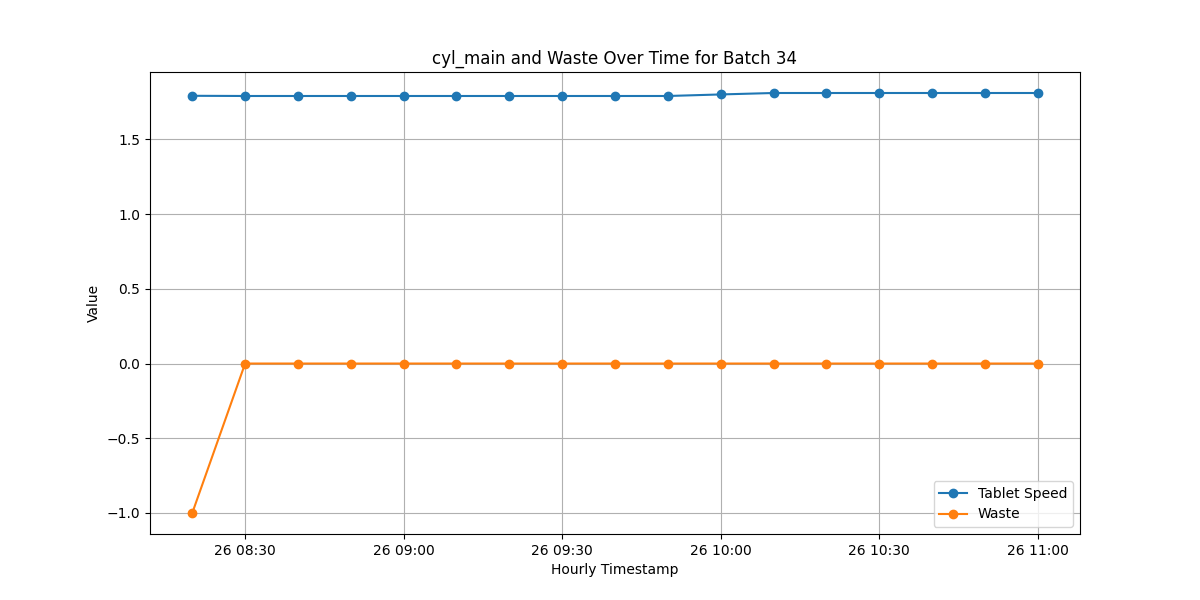 cyl_main and Waste Over Time for Batch 34
Value
1.5
1.0
0.5
0.0
−0.5
−1.0
Tablet Speed
Waste
26 08:30 26 09:00 26 09:30 26 10:00 26 10:30 26 11:00
Hourly Timestamp